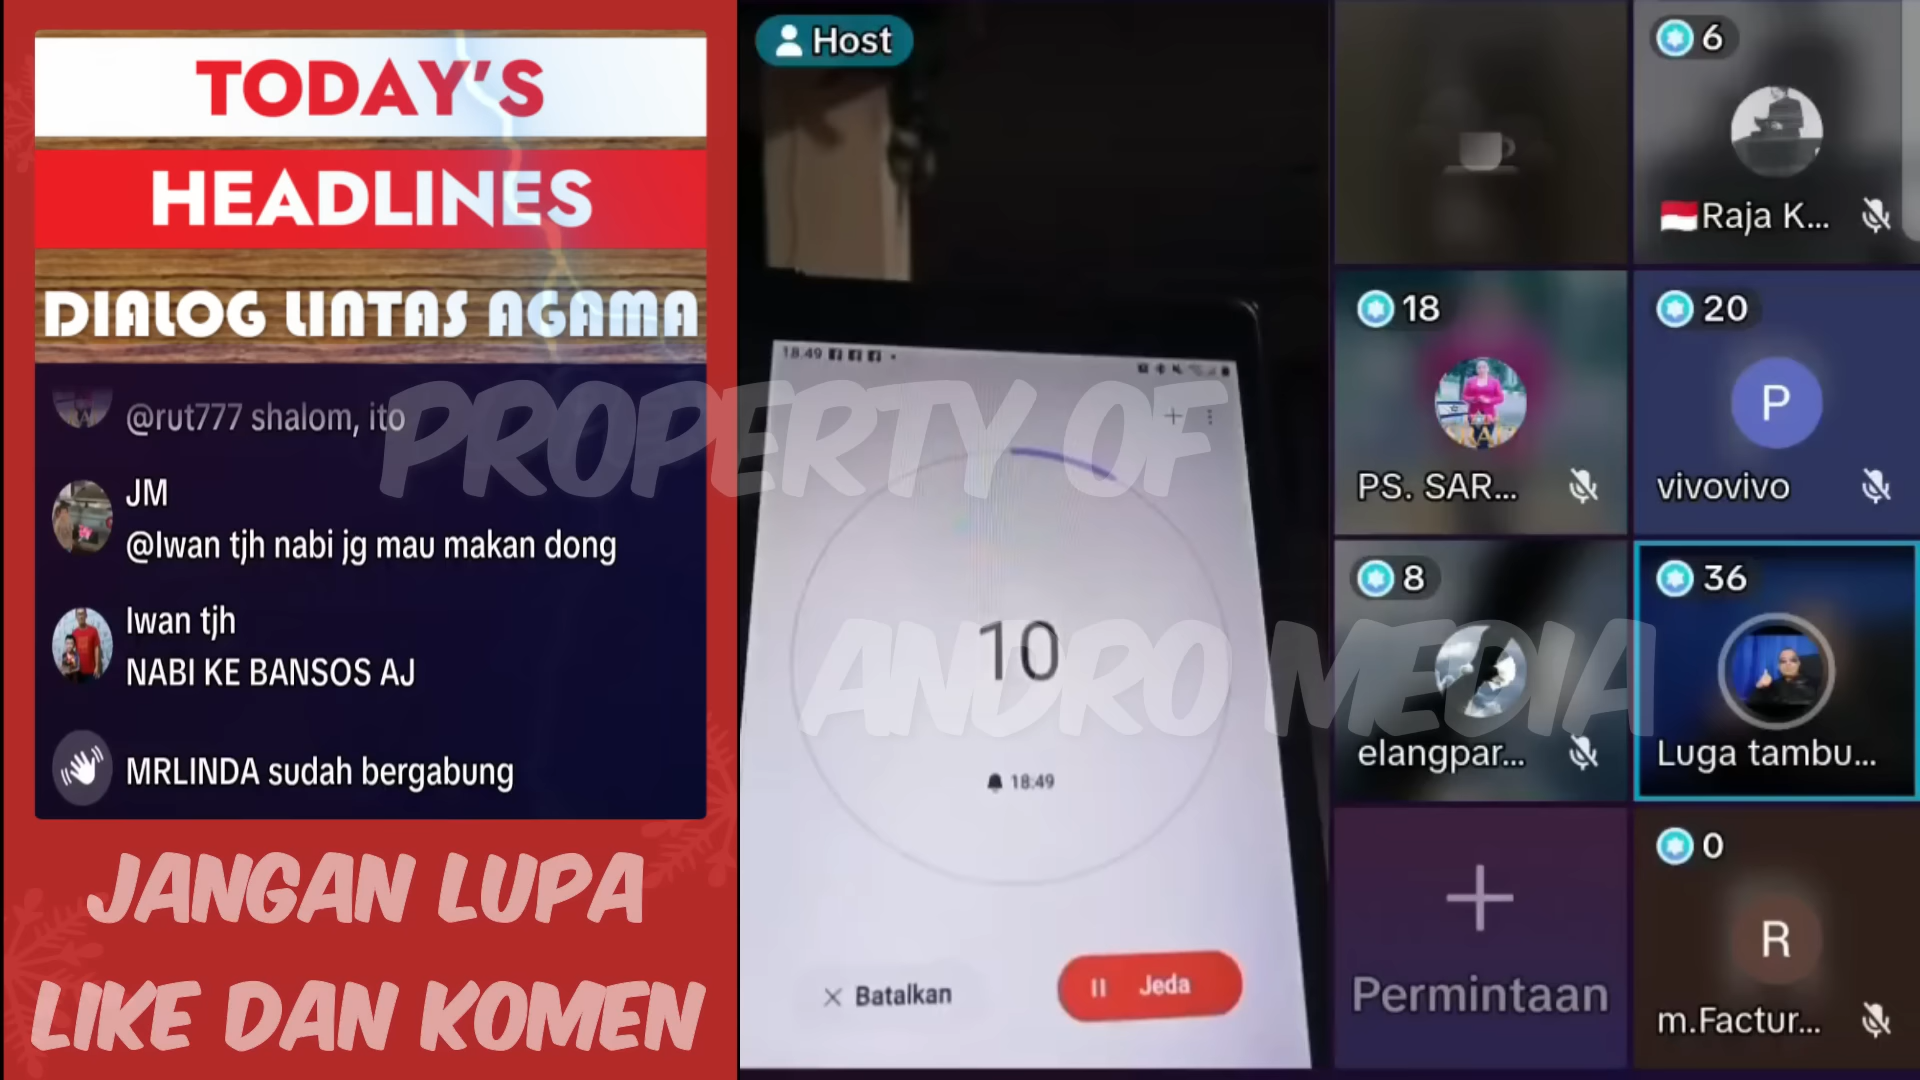 TODAY'S
HEADLINES
DIALOG LINTAS AGAMA
@rut777 shalom, ito
JM
@Iwan tjh nabi jg mau makan dong
Iwan tjh
NABI KE BANSOS AJ
MRLINDA sudah bergabung
JANGAN LUPA
LIKE DAN KOMEN
PROPERTY OF
ANDRO MEDIA
Host
18.49
10
18:49
Batalkan
Jeda
6
Raja K...
18
PS. SAR...
20
P
vivovivo
8
elangpar...
36
Luga tambu...
Permintaan
0
R
m.Factur...